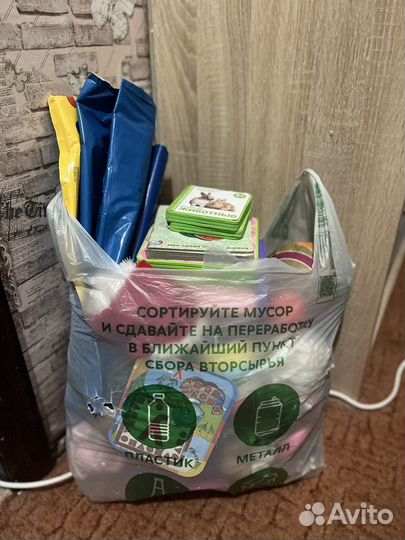 животные
СОРТИРУЙТЕ МУСОР
И СДАВАЙТЕ НА ПЕРЕРАБОТКУ
В БЛИЖАЙШИЙ ПУНКТ
СБОРА ВТОРСЫРЬЯ
ПЛАСТИК
МЕТАЛЛ
Avito